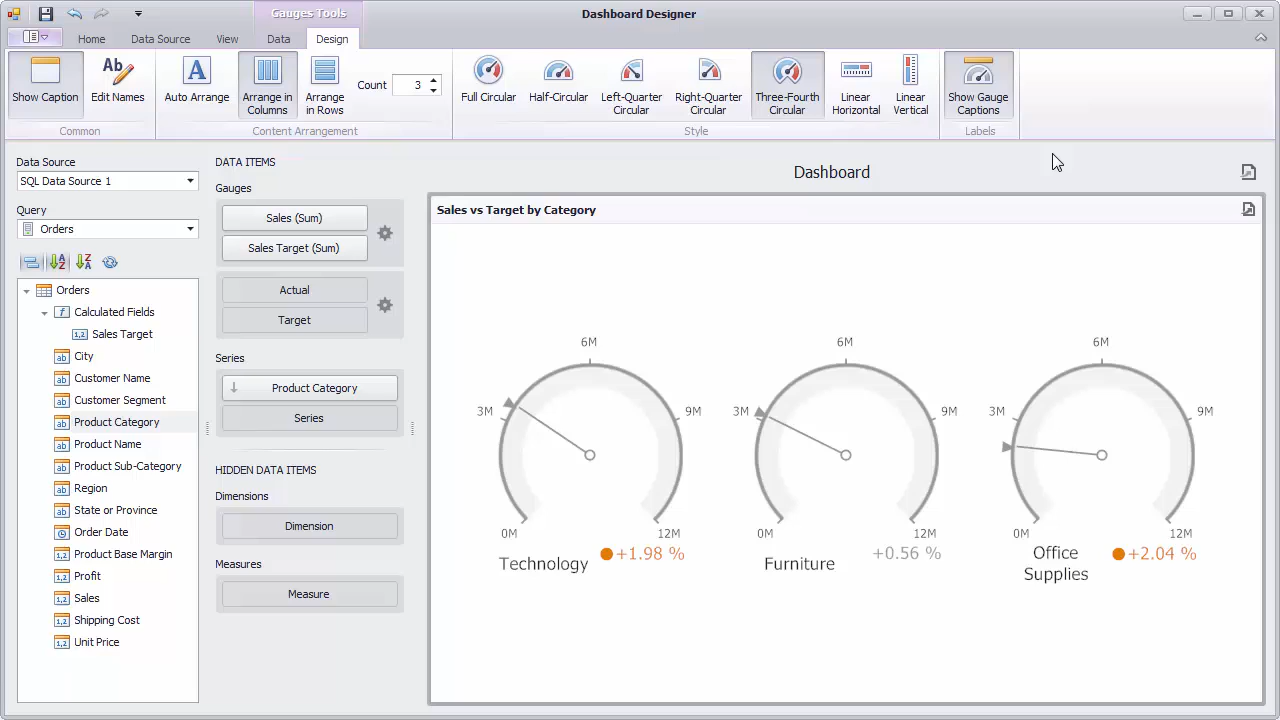 Gauges Tools
Dashboard Designer
Home
Data Source
View
Data
Design
Show Caption
Edit Names
Common
Auto Arrange
Arrange in Columns
Arrange in Rows
Count
3
Content Arrangement
Full Circular
Half-Circular
Left-Quarter Circular
Right-Quarter Circular
Three-Fourth Circular
Linear Horizontal
Linear Vertical
Style
Show Gauge Captions
Labels
Data Source
SQL Data Source 1
Query
Orders
Orders
Calculated Fields
Sales Target
City
Customer Name
Customer Segment
Product Category
Product Name
Product Sub-Category
Region
State or Province
Order Date
Product Base Margin
Profit
Sales
Shipping Cost
Unit Price
DATA ITEMS
Gauges
Sales (Sum)
Sales Target (Sum)
Actual
Target
Series
Product Category
Series
HIDDEN DATA ITEMS
Dimensions
Dimension
Measures
Measure
Dashboard
Sales vs Target by Category
0M
3M
6M
9M
12M
Technology
+1.98 %
0M
3M
6M
9M
12M
Furniture
+0.56 %
0M
3M
6M
9M
12M
Office
Supplies
+2.04 %